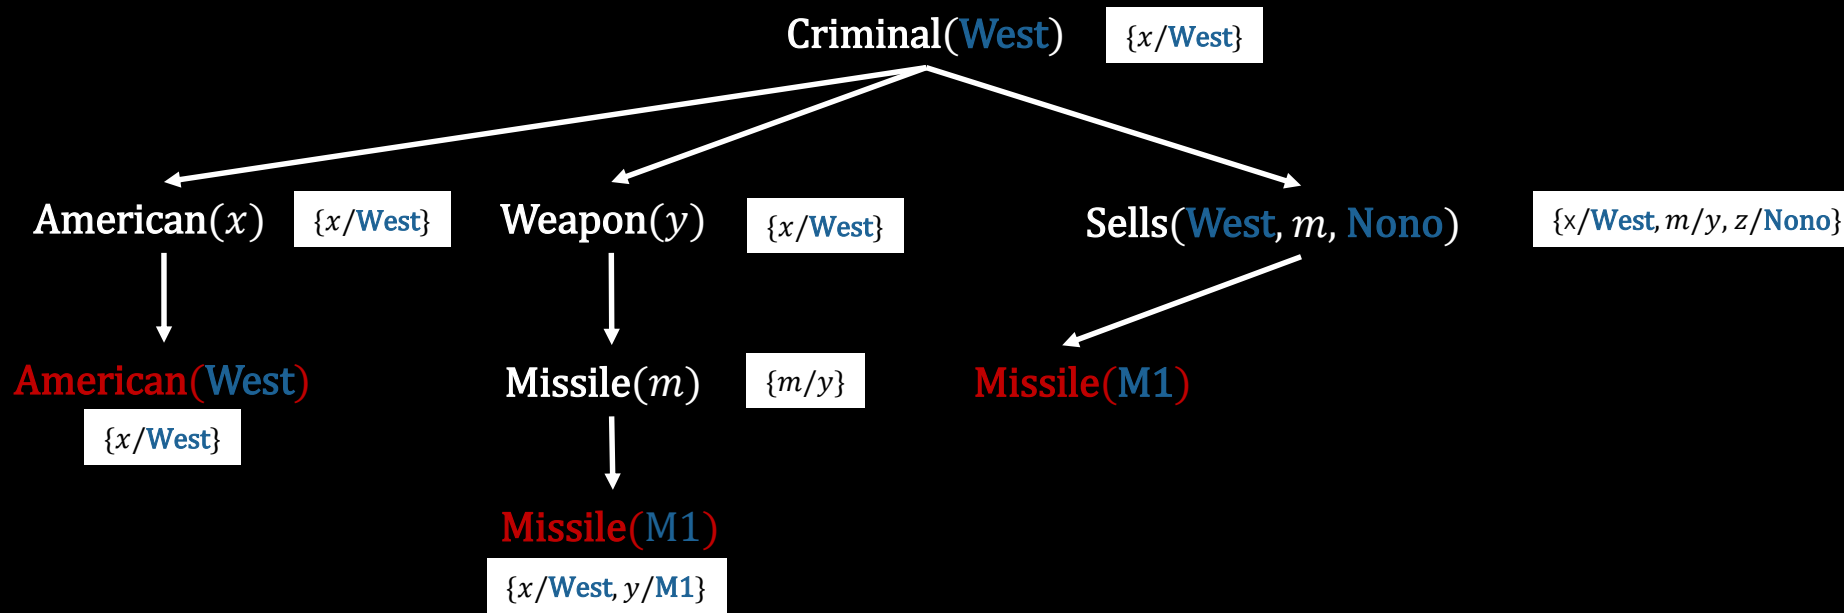 Criminal(West) {x/West}
American(x) {x/West} Weapon(y) {x/West} Sells(West, m, Nono) {x/West, m/y, z/Nono}
American(West) Missile(m) {m/y} Missile(M1)
{x/West}
Missile(M1)
{x/West, y/M1}